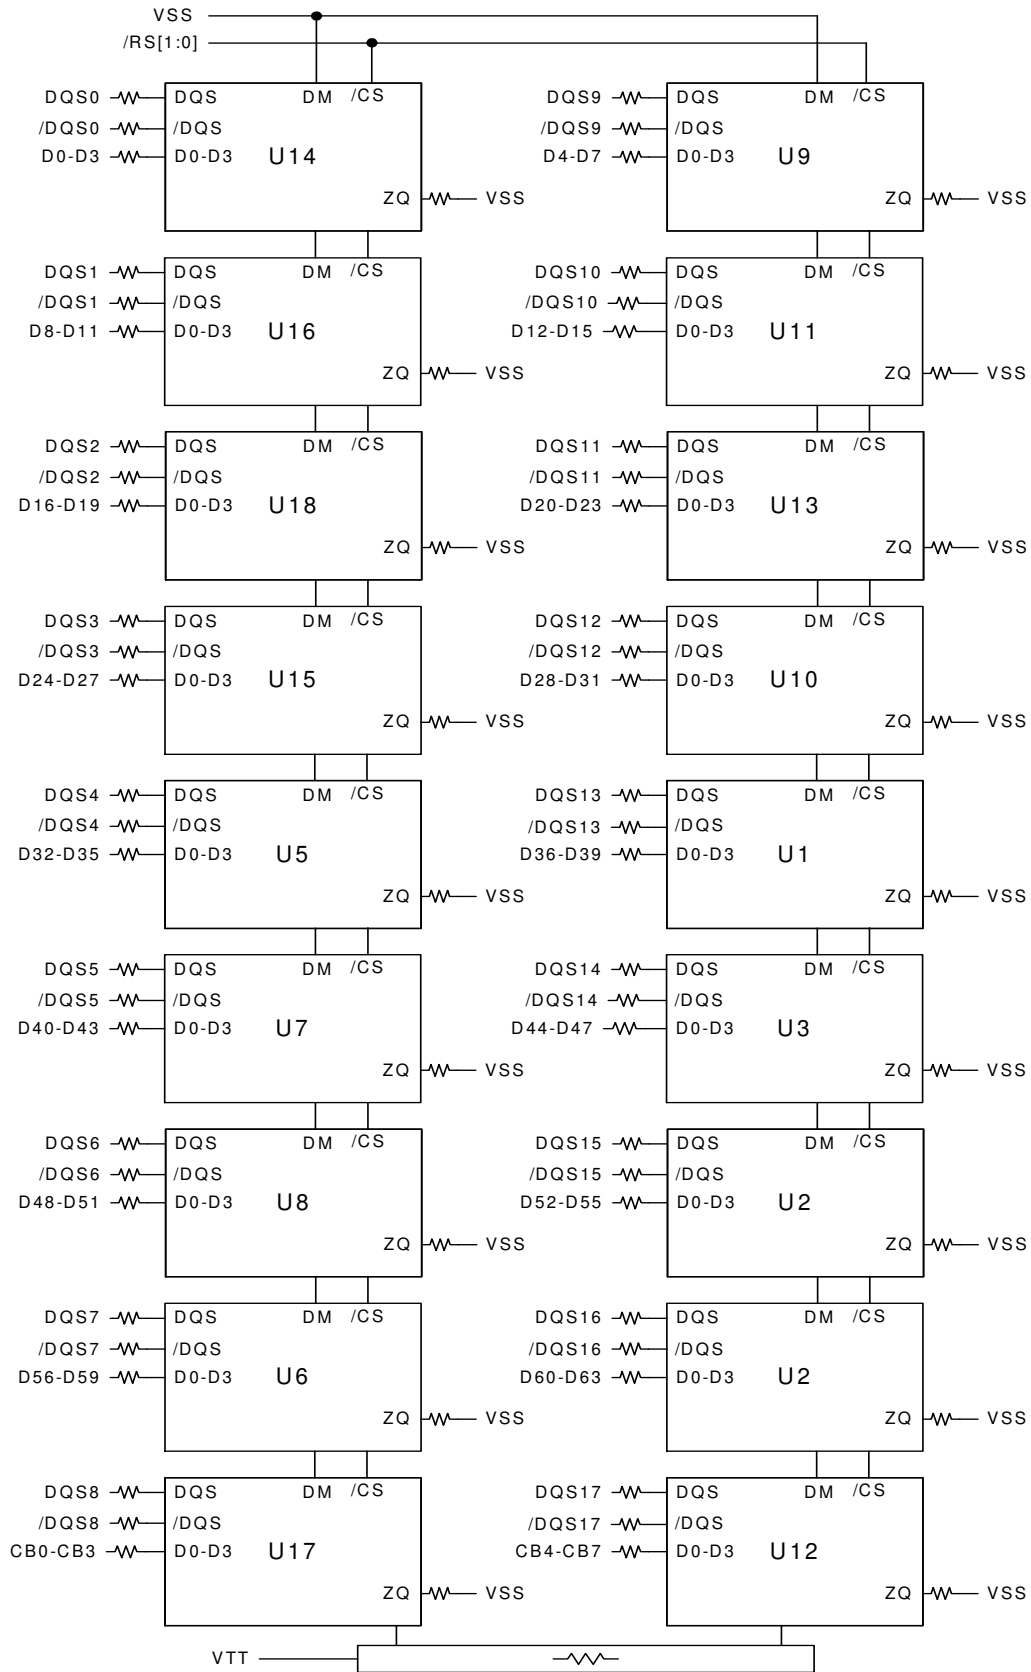 VSS
/RS[1:0]
DQS0 DQS DM /CS DQS9 DQS DM /CS
/DQS0 /DQS /DQS9 /DQS
D0-D3 D0-D3 U14 D4-D7 D0-D3 U9
ZQ VSS ZQ VSS
DQS1 DQS DM /CS DQS10 DQS DM /CS
/DQS1 /DQS /DQS10 /DQS
D8-D11 D0-D3 U16 D12-D15 D0-D3 U11
ZQ VSS ZQ VSS
DQS2 DQS DM /CS DQS11 DQS DM /CS
/DQS2 /DQS /DQS11 /DQS
D16-D19 D0-D3 U18 D20-D23 D0-D3 U13
ZQ VSS ZQ VSS
DQS3 DQS DM /CS DQS12 DQS DM /CS
/DQS3 /DQS /DQS12 /DQS
D24-D27 D0-D3 U15 D28-D31 D0-D3 U10
ZQ VSS ZQ VSS
DQS4 DQS DM /CS DQS13 DQS DM /CS
/DQS4 /DQS /DQS13 /DQS
D32-D35 D0-D3 U5 D36-D39 D0-D3 U1
ZQ VSS ZQ VSS
DQS5 DQS DM /CS DQS14 DQS DM /CS
/DQS5 /DQS /DQS14 /DQS
D40-D43 D0-D3 U7 D44-D47 D0-D3 U3
ZQ VSS ZQ VSS
DQS6 DQS DM /CS DQS15 DQS DM /CS
/DQS6 /DQS /DQS15 /DQS
D48-D51 D0-D3 U8 D52-D55 D0-D3 U2
ZQ VSS ZQ VSS
DQS7 DQS DM /CS DQS16 DQS DM /CS
/DQS7 /DQS /DQS16 /DQS
D56-D59 D0-D3 U6 D60-D63 D0-D3 U2
ZQ VSS ZQ VSS
DQS8 DQS DM /CS DQS17 DQS DM /CS
/DQS8 /DQS /DQS17 /DQS
CB0-CB3 D0-D3 U17 CB4-CB7 D0-D3 U12
ZQ VSS ZQ VSS
VTT